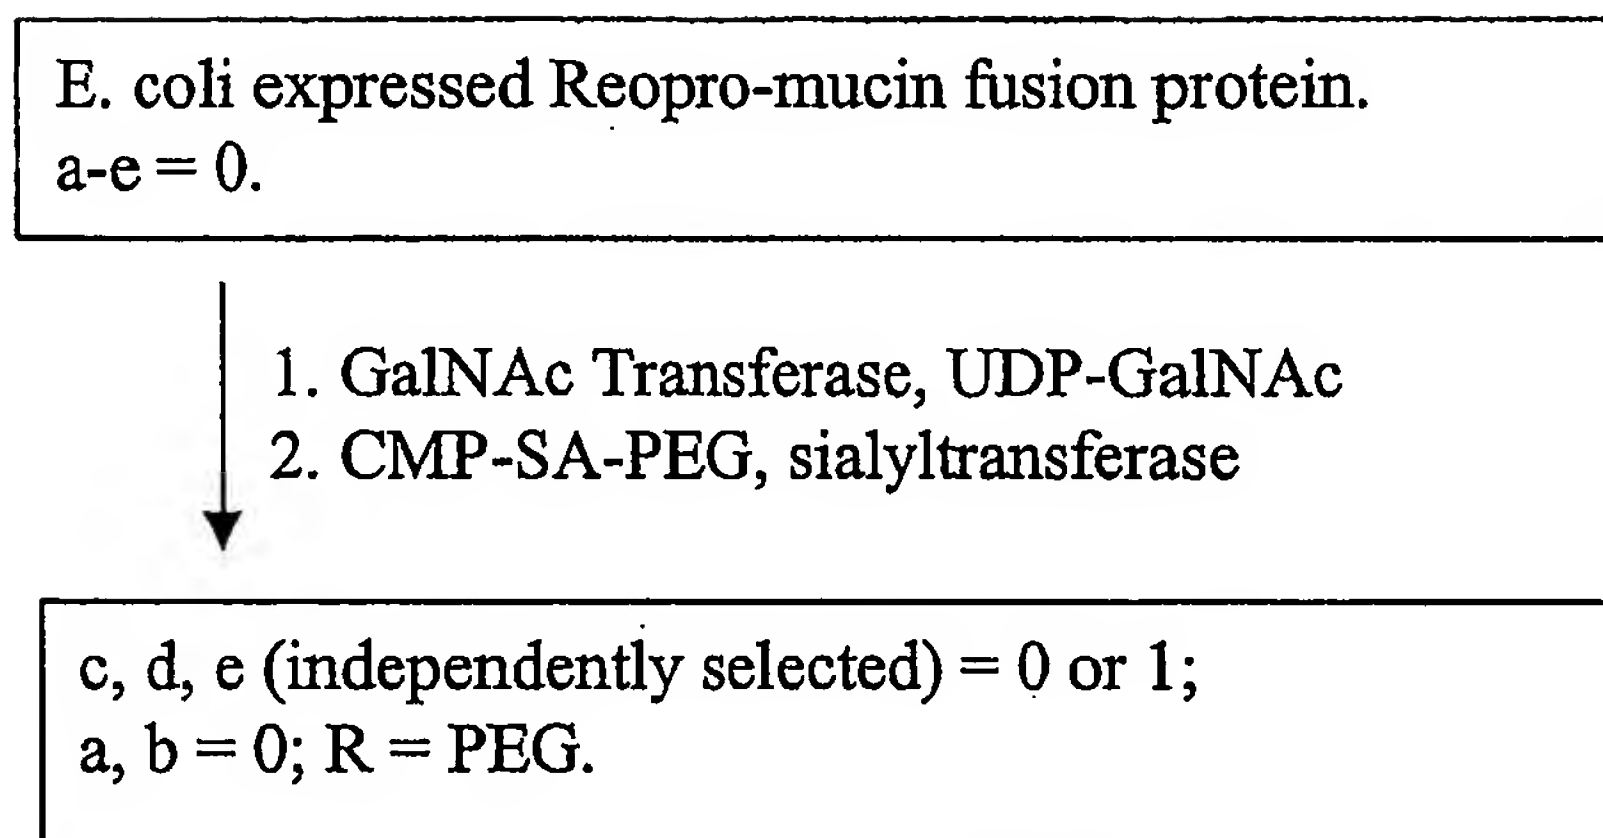 E. coli expressed Reopro-mucin fusion protein.
a-e = 0.
1. GalNAc Transferase, UDP-GalNAc
2. CMP-SA-PEG, sialyltransferase
c, d, e (independently selected) = 0 or 1;
a, b = 0; R = PEG.